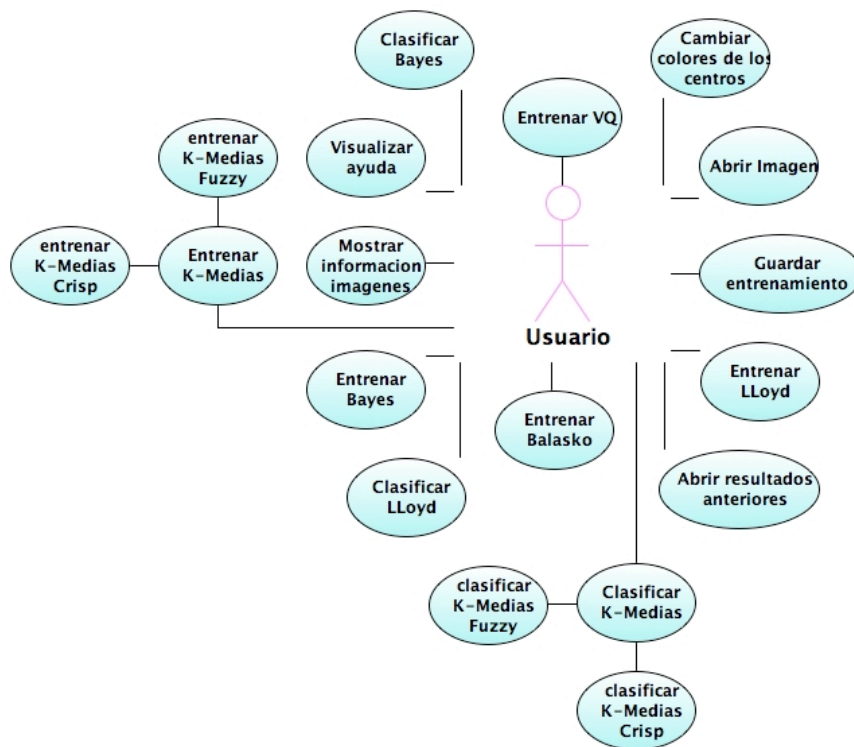 Clasificar
Bayes
Cambiar
colores de los
centros
Entrenar VQ
entrenar
K-Medias
Fuzzy
Visualizar
ayuda
Abrir Imagen
entrenar
K-Medias
Crisp
Entrenar
K-Medias
Mostrar
informacion
imagenes
Guardar
entrenamiento
Usuario
Entrenar
Bayes
Entrenar
LLoyd
Entrenar
Balasko
Clasificar
LLoyd
Abrir resultados
anteriores
clasificar
K-Medias
Fuzzy
Clasificar
K-Medias
clasificar
K-Medias
Crisp